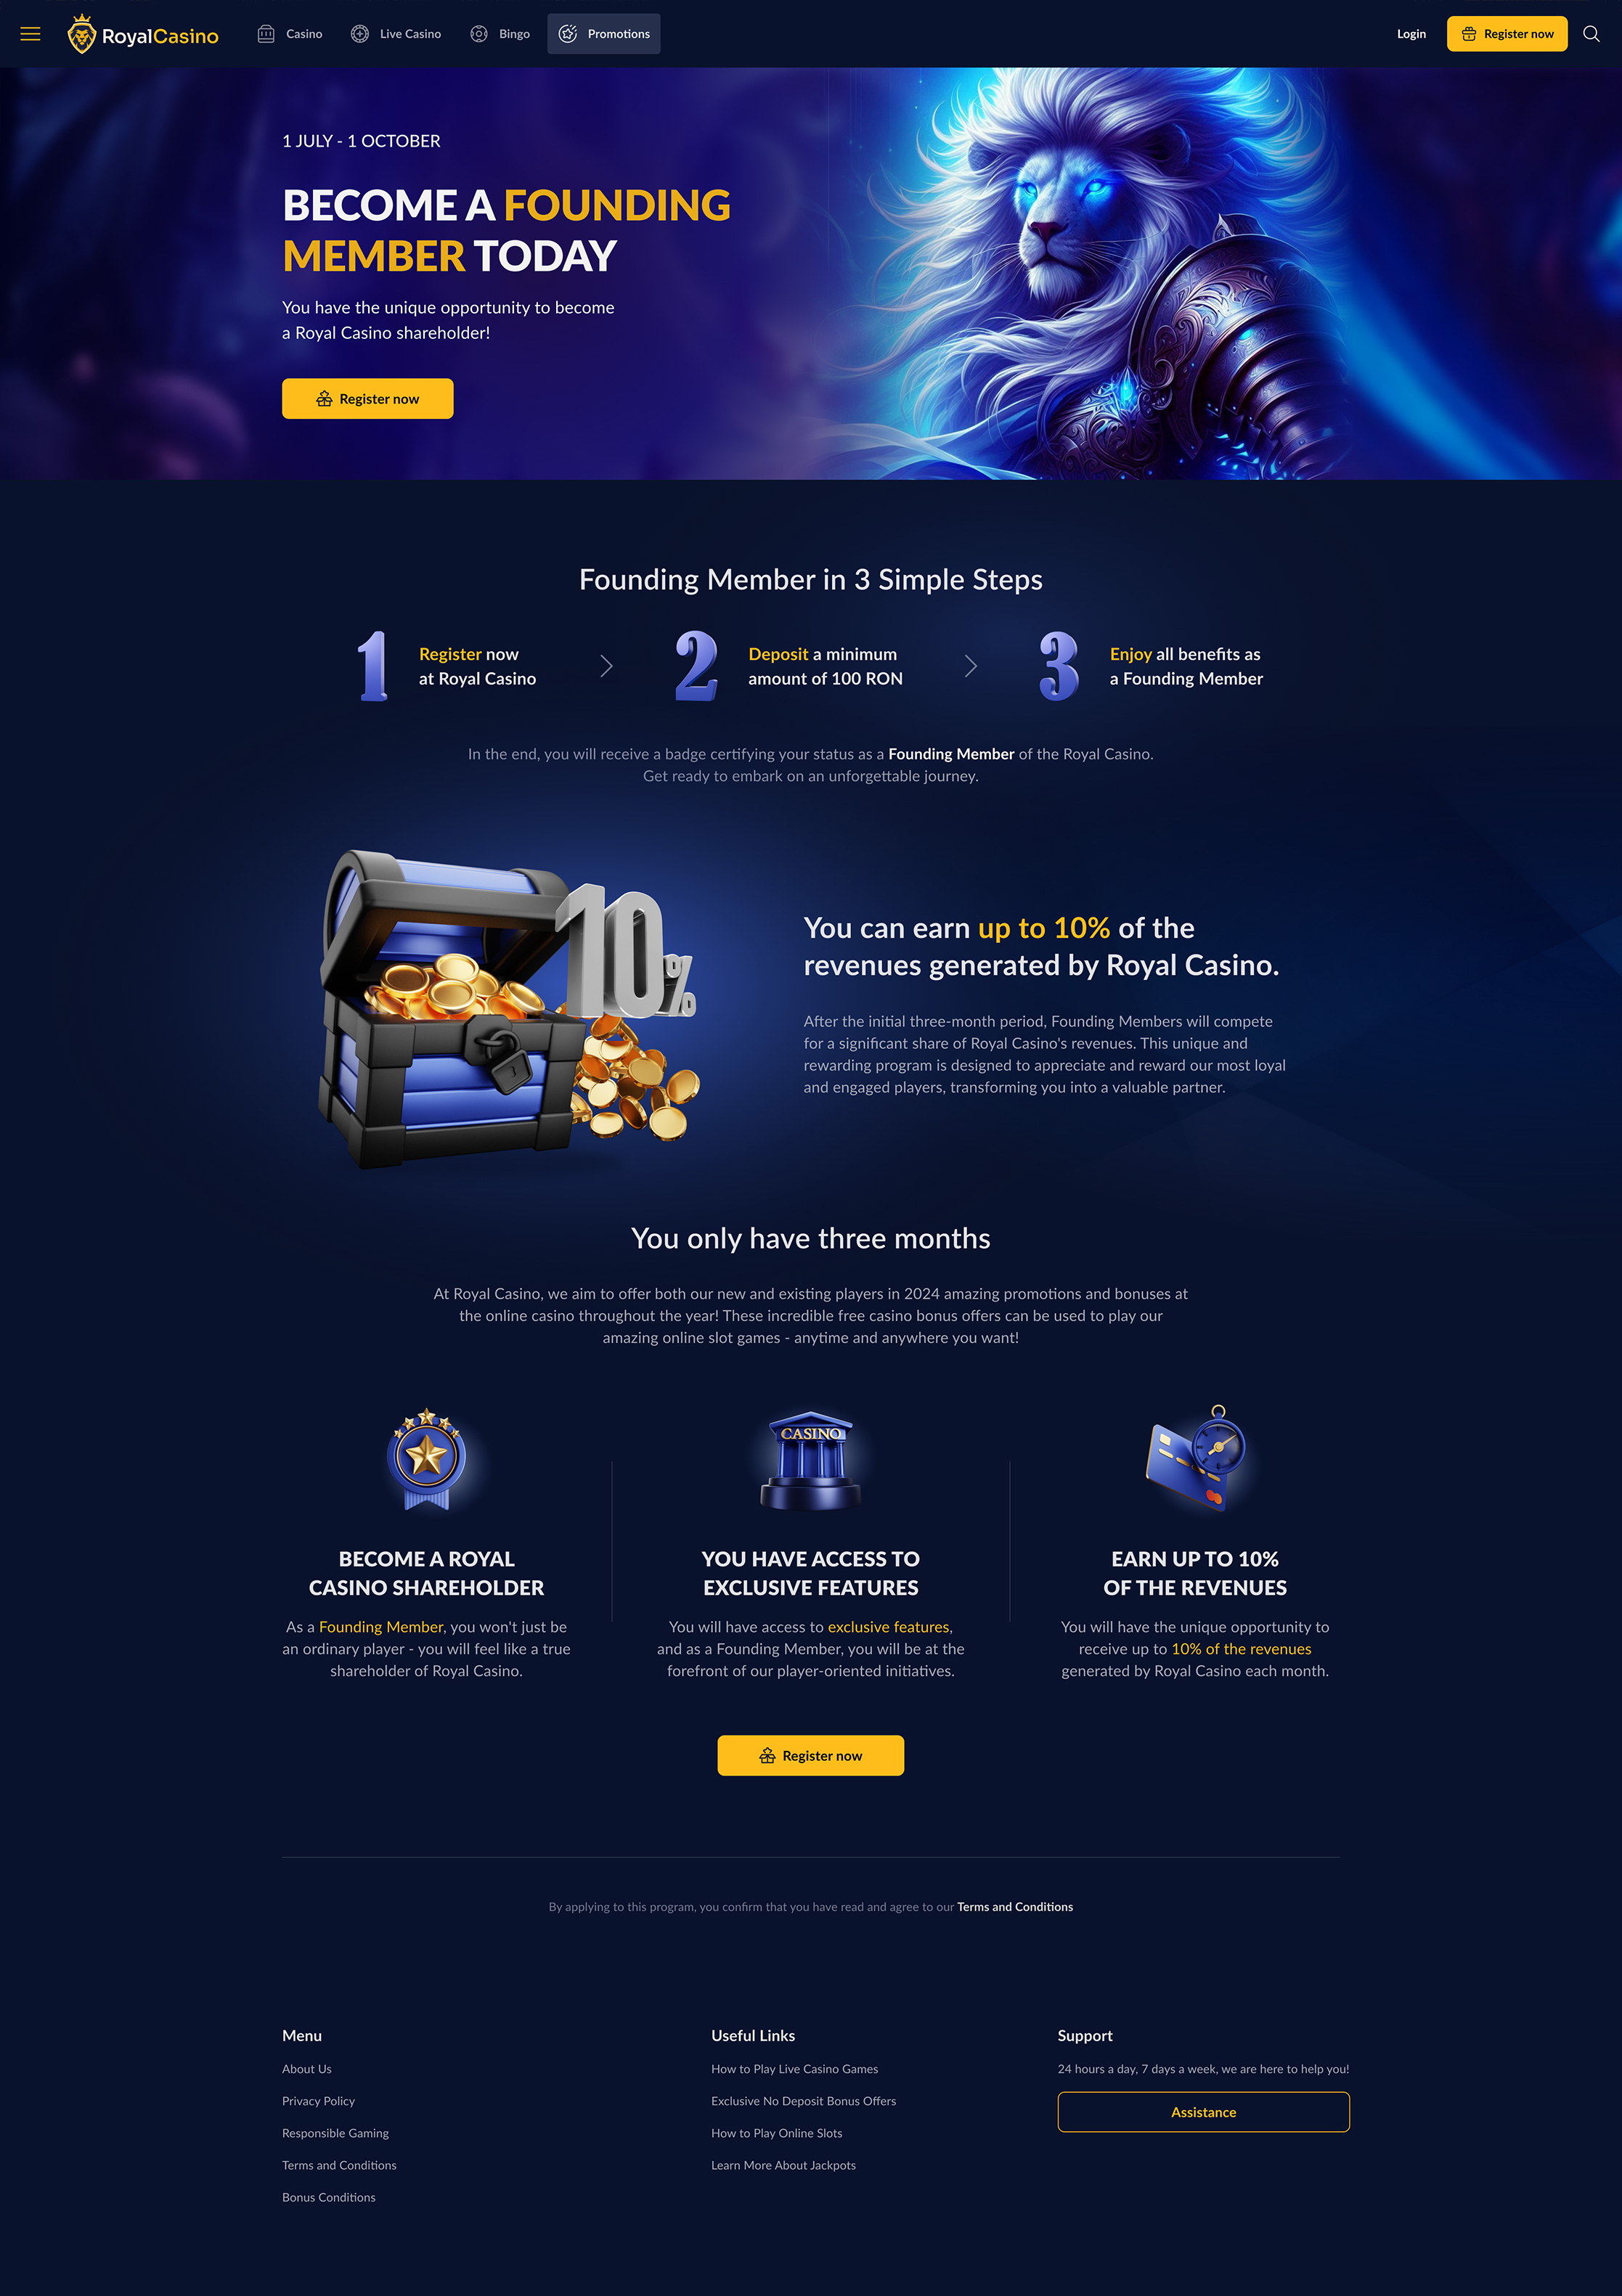 RoyalCasino
Casino
Live Casino
Bingo
Promotions
Login
Register now
1 JULY - 1 OCTOBER
BECOME A FOUNDING
MEMBER TODAY
You have the unique opportunity to become
a Royal Casino shareholder!
Register now
Founding Member in 3 Simple Steps
1
Register now
at Royal Casino
2
Deposit a minimum
amount of 100 RON
3
Enjoy all benefits as
a Founding Member
In the end, you will receive a badge certifying your status as a Founding Member of the Royal Casino.
Get ready to embark on an unforgettable journey.
10%
You can earn up to 10% of the
revenues generated by Royal Casino.
After the initial three-month period, Founding Members will compete
for a significant share of Royal Casino's revenues. This unique and
rewarding program is designed to appreciate and reward our most loyal
and engaged players, transforming you into a valuable partner.
You only have three months
At Royal Casino, we aim to offer both our new and existing players in 2024 amazing promotions and bonuses at
the online casino throughout the year! These incredible free casino bonus offers can be used to play our
amazing online slot games - anytime and anywhere you want!
BECOME A ROYAL
CASINO SHAREHOLDER
As a Founding Member, you won't just be
an ordinary player - you will feel like a true
shareholder of Royal Casino.
CASINO
YOU HAVE ACCESS TO
EXCLUSIVE FEATURES
You will have access to exclusive features,
and as a Founding Member, you will be at the
forefront of our player-oriented initiatives.
EARN UP TO 10%
OF THE REVENUES
You will have the unique opportunity to
receive up to 10% of the revenues
generated by Royal Casino each month.
Register now
By applying to this program, you confirm that you have read and agree to our Terms and Conditions
Menu
About Us
Privacy Policy
Responsible Gaming
Terms and Conditions
Bonus Conditions
Useful Links
How to Play Live Casino Games
Exclusive No Deposit Bonus Offers
How to Play Online Slots
Learn More About Jackpots
Support
24 hours a day, 7 days a week, we are here to help you!
Assistance